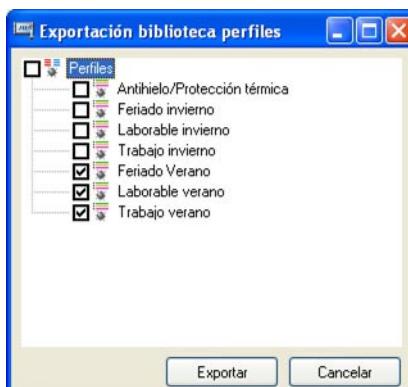 Exportación biblioteca perfiles
Perfiles
Antihielo/Protección térmica
Feriado invierno
Laborable invierno
Trabajo invierno
Feriado Verano
Laborable verano
Trabajo verano
Exportar Cancelar